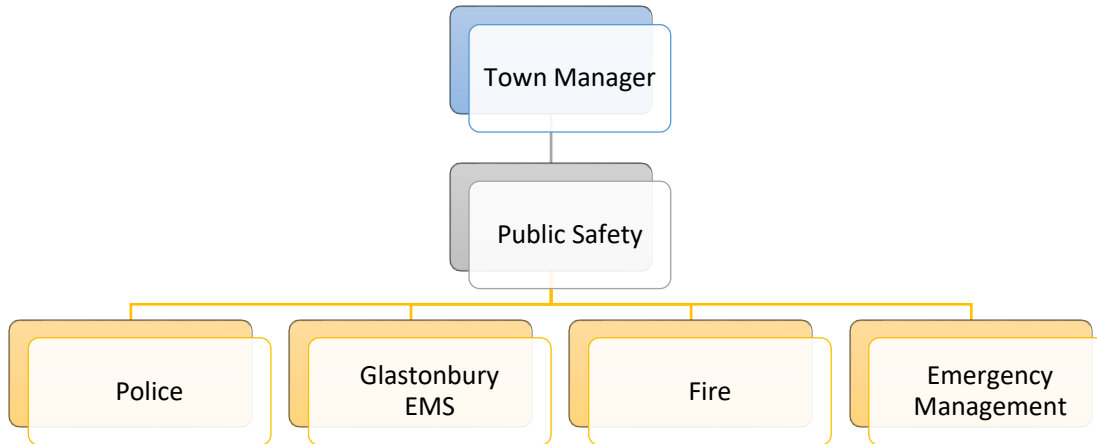 Town Manager
Public Safety
Police
Glastonbury
EMS
Fire
Emergency
Management